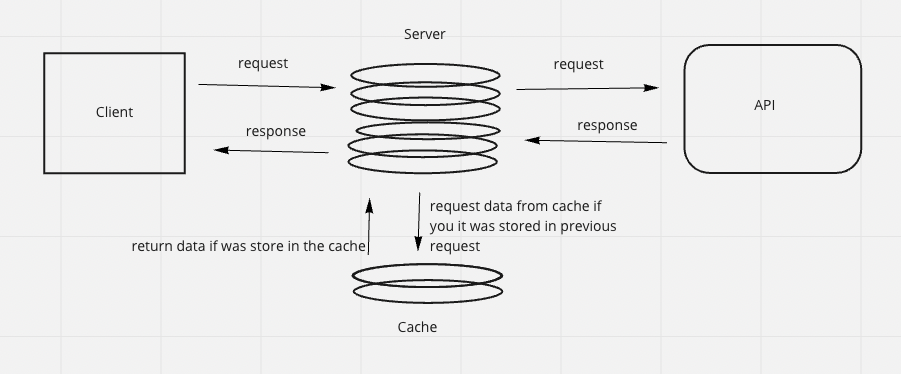 Server
request
request
Client
API
response
response
request data from cache if
you it was stored in previous
request
return data if was store in the cache
Cache